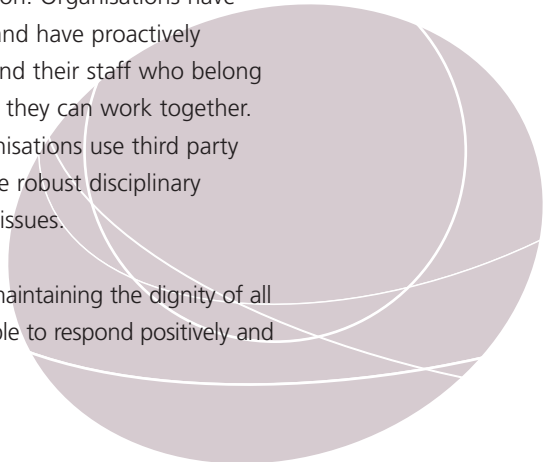 on. Organisations have
and have proactively
nd their staff who belong
they can work together.
nisations use third party
e robust disciplinary
issues.
naintaining the dignity of all
ble to respond positively and